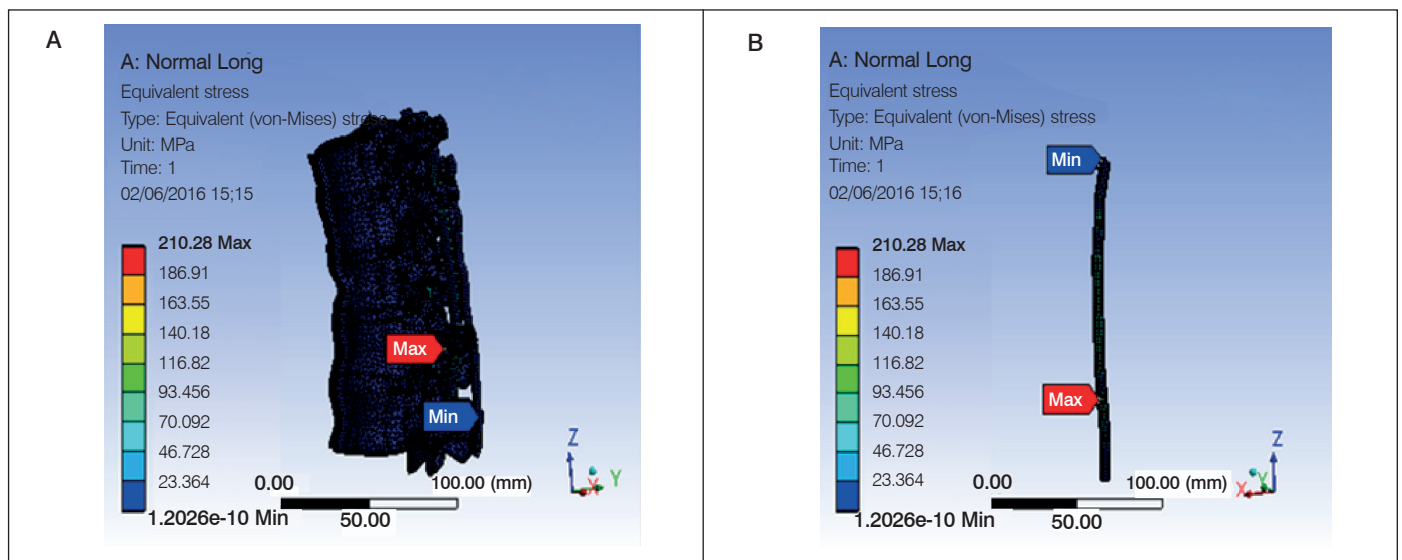 A
A: Normal Long
Equivalent stress
Type: Equivalent (von-Mises) stress
Unit: MPa
Time: 1
02/06/2016 15;15
210.28 Max
186.91
163.55
140.18
116.82
93.456
70.092
46.728
23.364
1.2026e-10 Min
Max
Min
0.00
100.00 (mm)
50.00
Z
Y
X
B
A: Normal Long
Equivalent stress
Type: Equivalent (von-Mises) stress
Unit: MPa
Time: 1
02/06/2016 15;16
210.28 Max
186.91
163.55
140.18
116.82
93.456
70.092
46.728
23.364
1.2026e-10 Min
Min
Max
0.00
100.00 (mm)
50.00
Z
Y
X